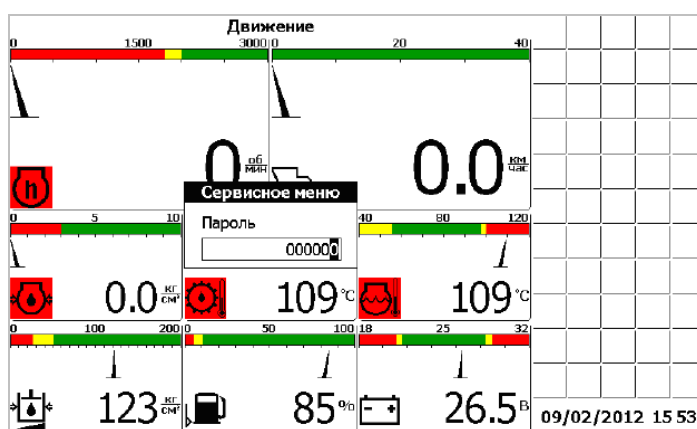 Движение
0 1500 3000 0 20 40
h 0 об/мин 0.0 км/час
Сервисное меню
Пароль
000000
0 5 10 40 80 120
0.0 кг/см² 109 °C 109 °C
0 100 200 0 50 100 18 25 32
123 кг/см² 85 % 26.5 В
09/02/2012 15 53